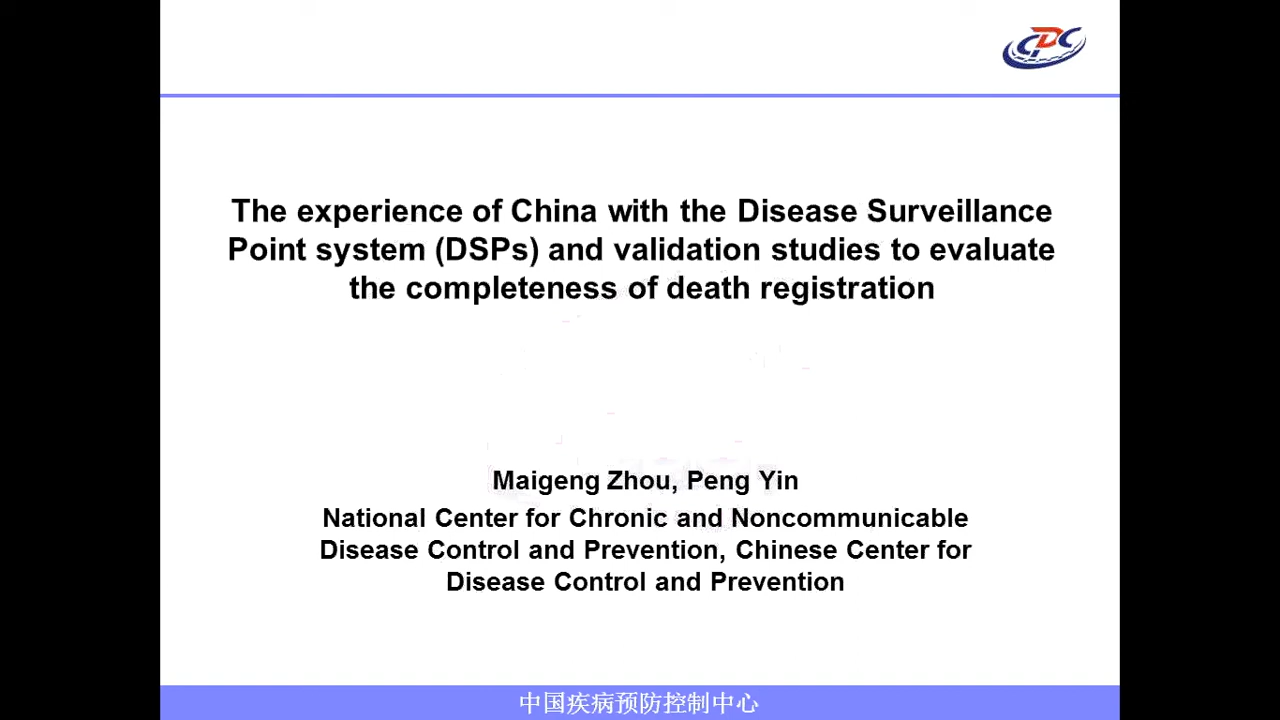 CDC
The experience of China with the Disease Surveillance
Point system (DSPs) and validation studies to evaluate
the completeness of death registration
Maigeng Zhou, Peng Yin
National Center for Chronic and Noncommunicable
Disease Control and Prevention, Chinese Center for
Disease Control and Prevention
中国疾病预防控制中心